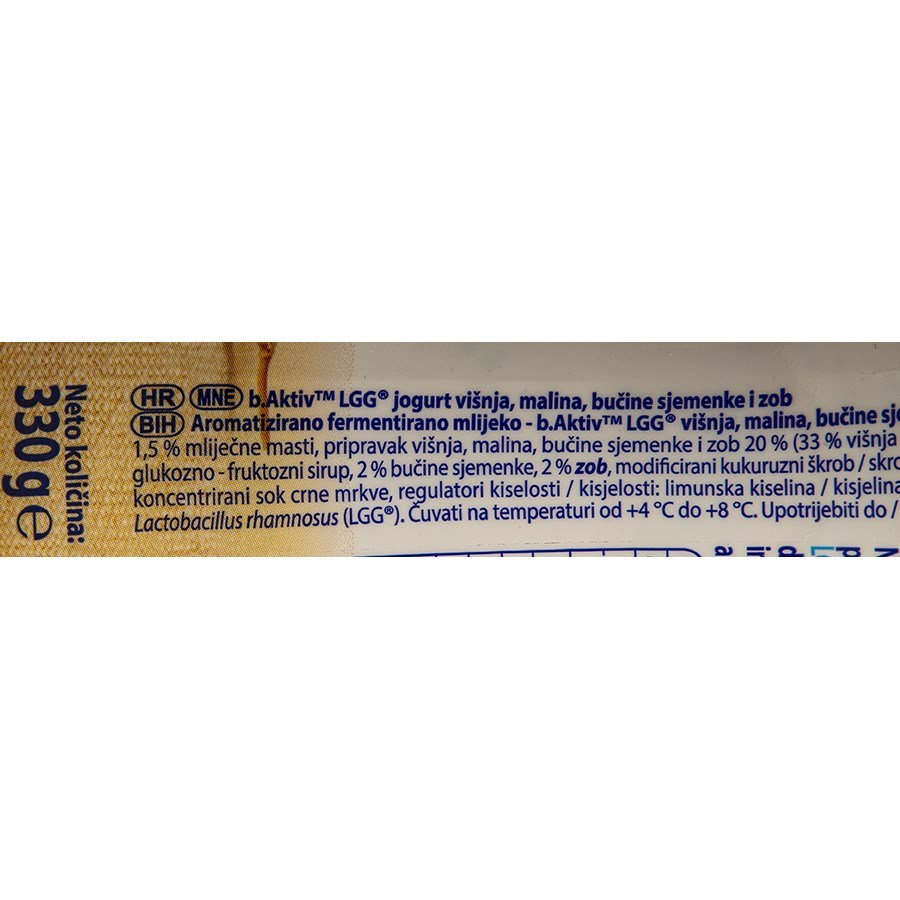 Neto količina:
330 g e
HR MNE b.Aktiv™ LGG® jogurt višnja, malina, bučine sjemenke i zob
BIH Aromatizirano fermentirano mlijeko - b.Aktiv™ LGG® višnja, malina, bučine sje
1,5 % mliječne masti, pripravak višnja, malina, bučine sjemenke i zob 20 % (33 % višnja
glukozno - fruktozni sirup, 2 % bučine sjemenke, 2 % zob, modificirani kukuruzni škrob / skro
koncentrirani sok crne mrkve, regulatori kiselosti / kisjelosti: limunska kiselina / kisjelina
Lactobacillus rhamnosus (LGG®). Čuvati na temperaturi od +4 °C do +8 °C. Upotrijebiti do /